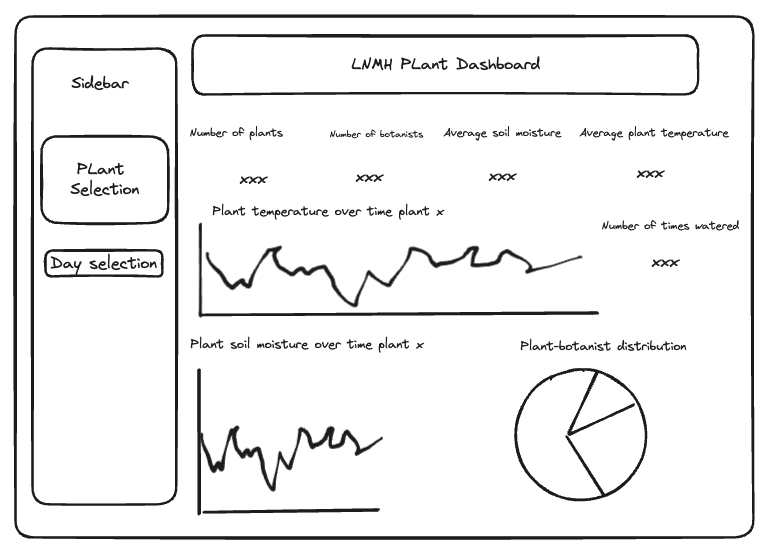 LNMH PLant Dashboard
Sidebar
PLant
Selection
Day selection
Number of plants
xxx
Number of botanists
xxx
Average soil moisture
xxx
Average plant temperature
xxx
Plant temperature over time plant x
Number of times watered
xxx
Plant soil moisture over time plant x
Plant-botanist distribution